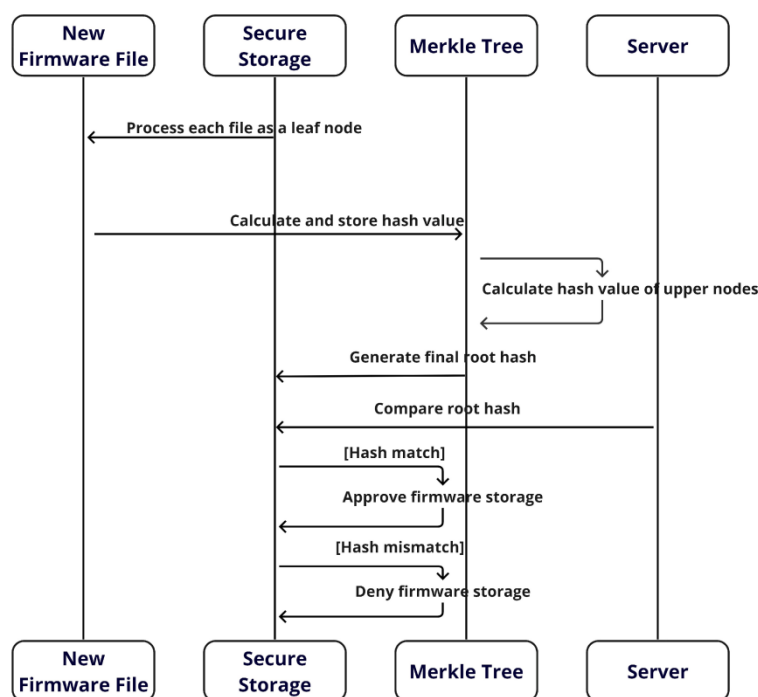 New
Firmware File
Secure
Storage
Merkle Tree
Server
Process each file as a leaf node
Calculate and store hash value
Calculate hash value of upper nodes
Generate final root hash
Compare root hash
[Hash match]
Approve firmware storage
[Hash mismatch]
Deny firmware storage
New
Firmware File
Secure
Storage
Merkle Tree
Server